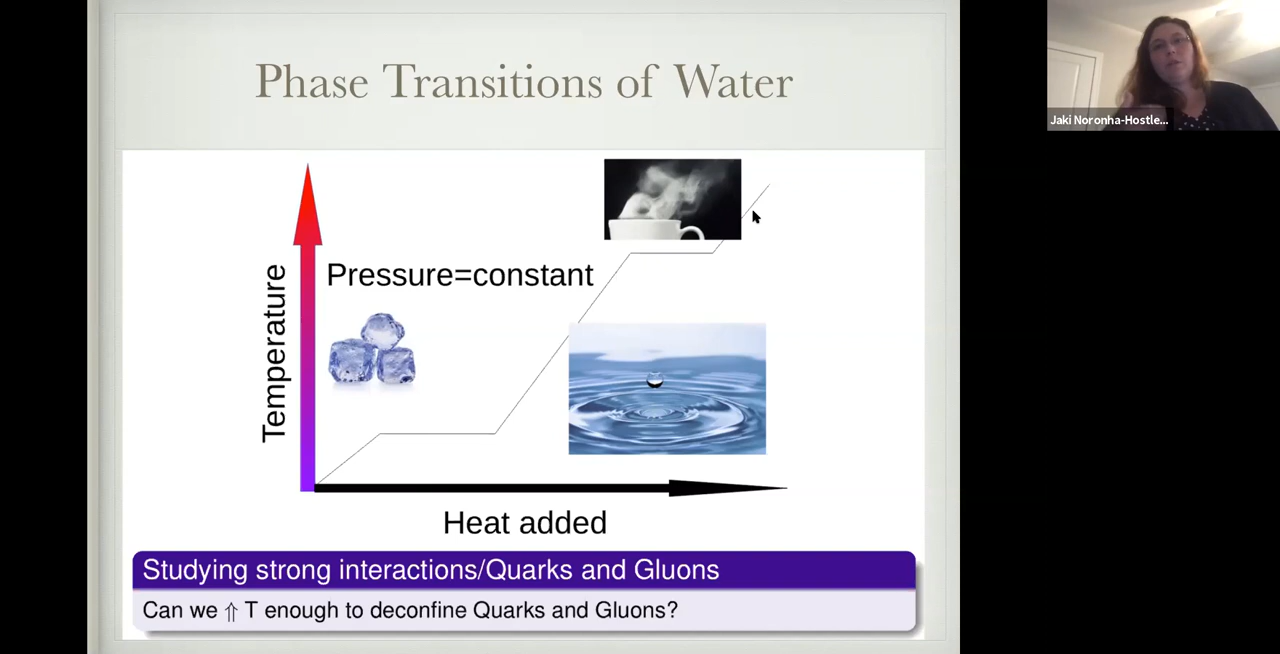 Phase Transitions of Water
Jaki Noronha-Hostle...
Pressure=constant
Temperature
Heat added
Studying strong interactions/Quarks and Gluons
Can we ⇑ T enough to deconfine Quarks and Gluons?